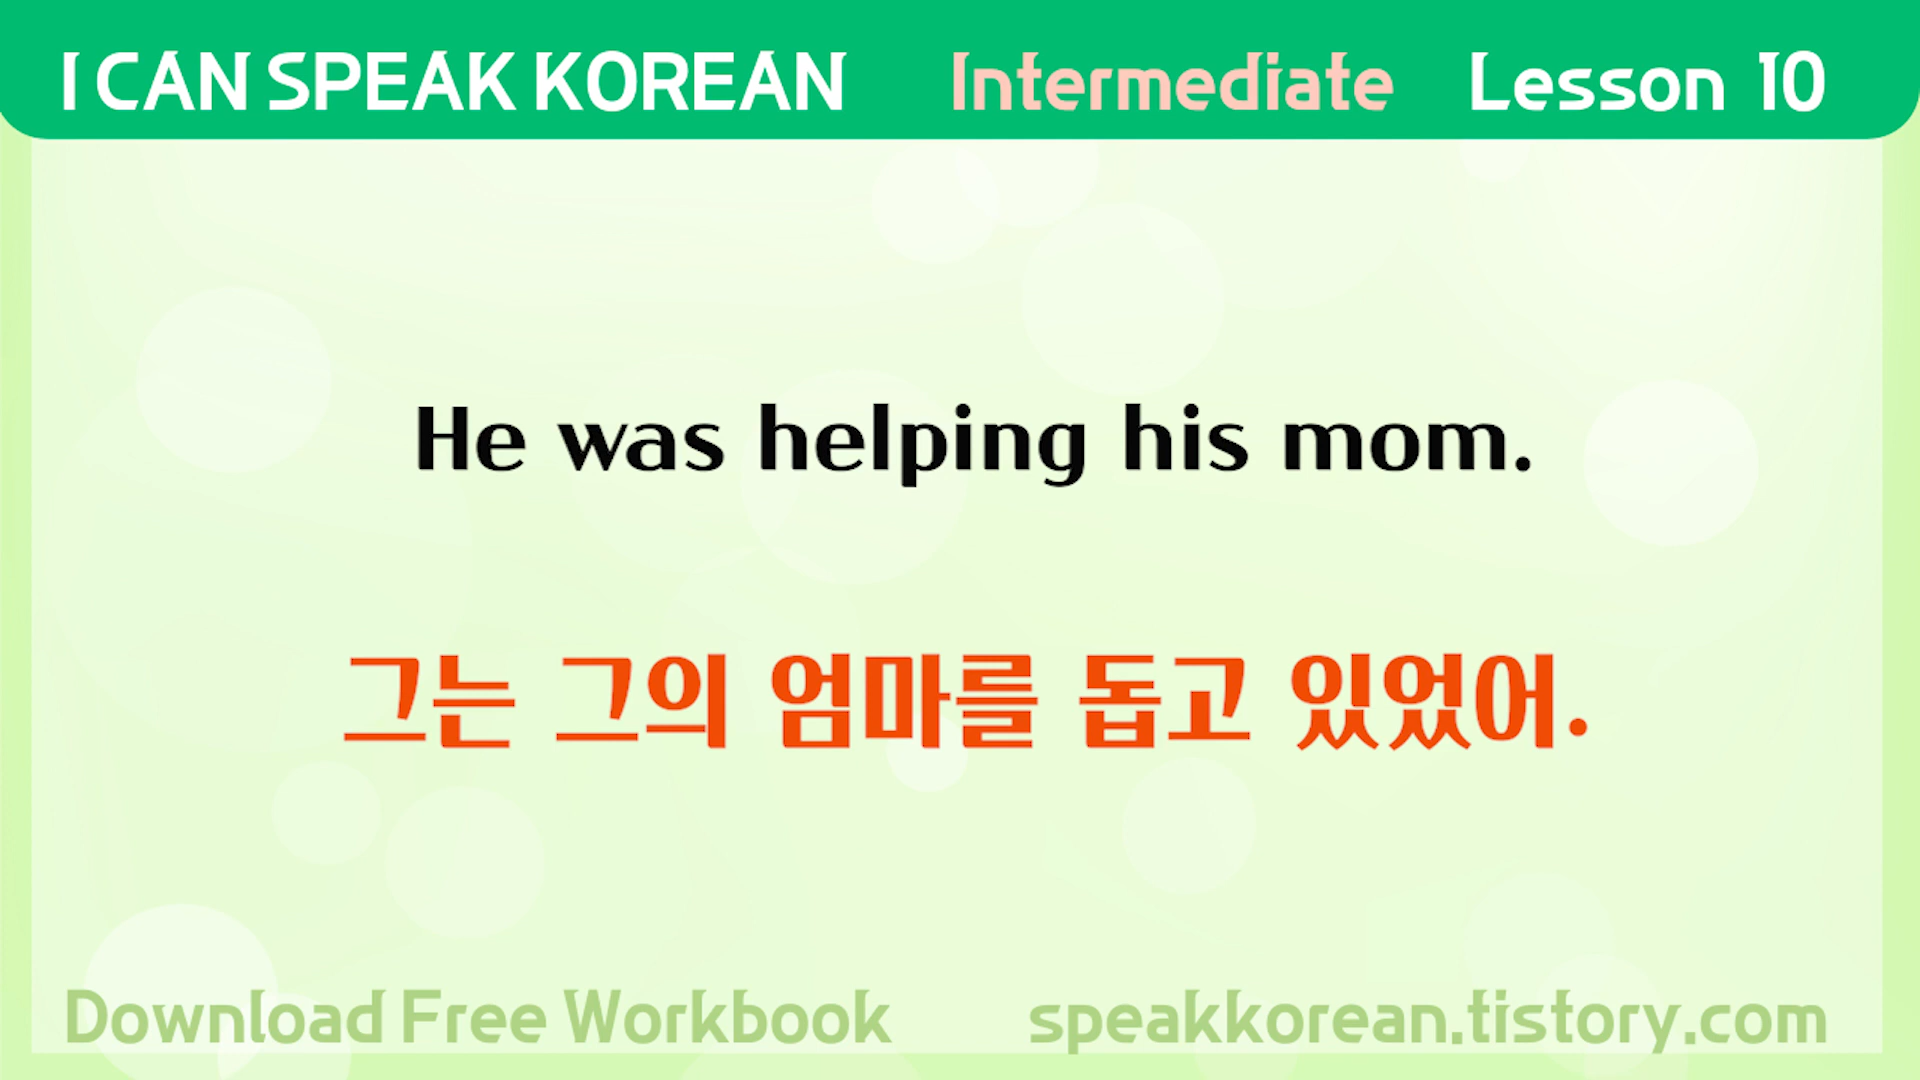 I CAN SPEAK KOREAN Intermediate Lesson 10
He was helping his mom.
그는 그의 엄마를 돕고 있었어.
Download Free Workbook speakkorean.tistory.com